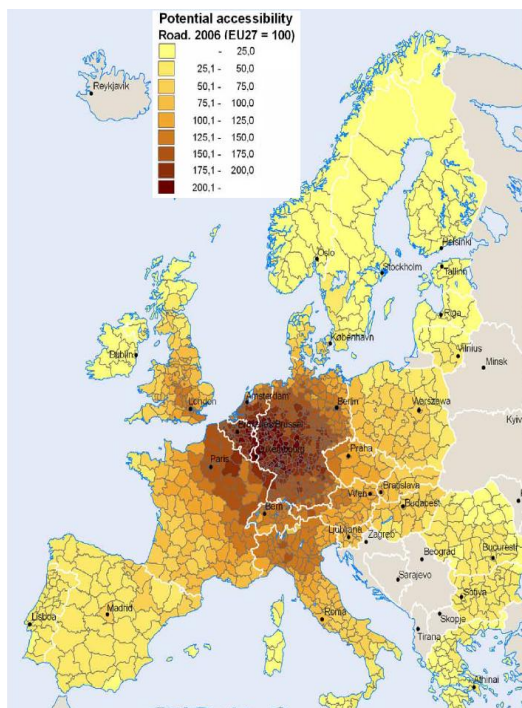 Potential accessibility
Road, 2006 (EU27 = 100)
- 25,0
25,1 - 50,0
50,1 - 75,0
75,1 - 100,0
100,1 - 125,0
125,1 - 150,0
150,1 - 175,0
175,1 - 200,0
200,1 -
Reykjavik
Helsinki
Oslo
Tallinn
Stockholm
Riga
Dublin
København
Vilnius
Minsk
Amsterdam
London
Berlin
Warszawa
Paris
Praha
Wien
Bratislava
Budapest
Bern
Ljubljana
Zagreb
Beograd
Bucuresti
Sarajevo
Sofiya
Madrid
Roma
Skopje
Lisboa
Tirana
Athinai